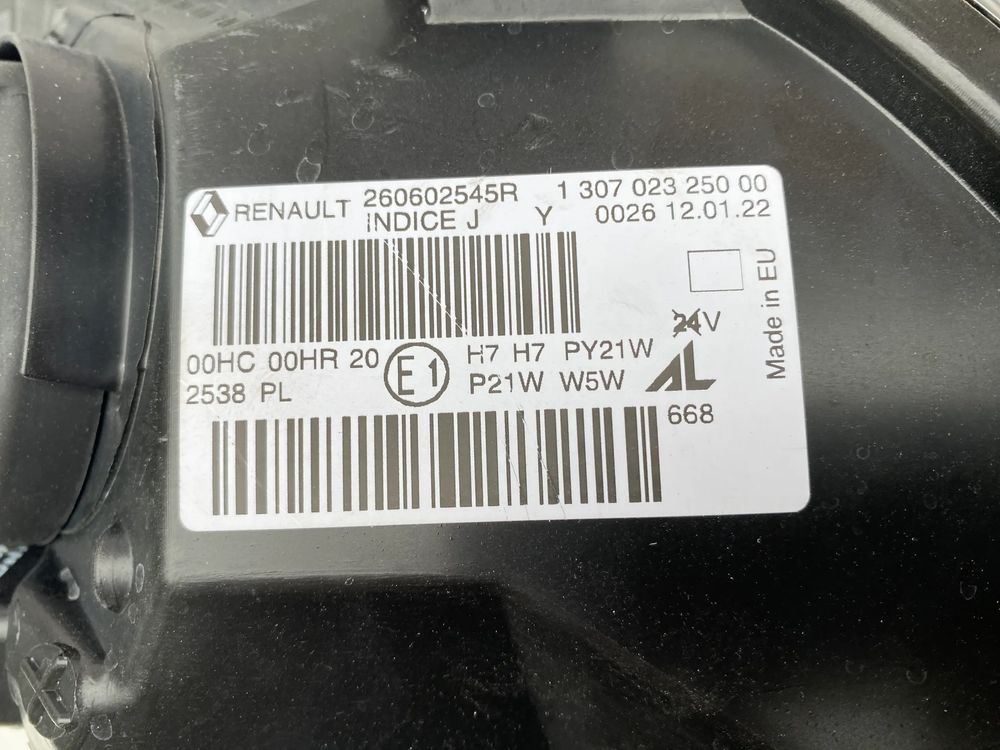 RENAULT 260602545R 1 307 023 250 00
INDICE J Y 0026 12.01.22
Made in EU
24V
00HC 00HR 20 E1 H7 H7 PY21W
2538 PL P21W W5W AL
668